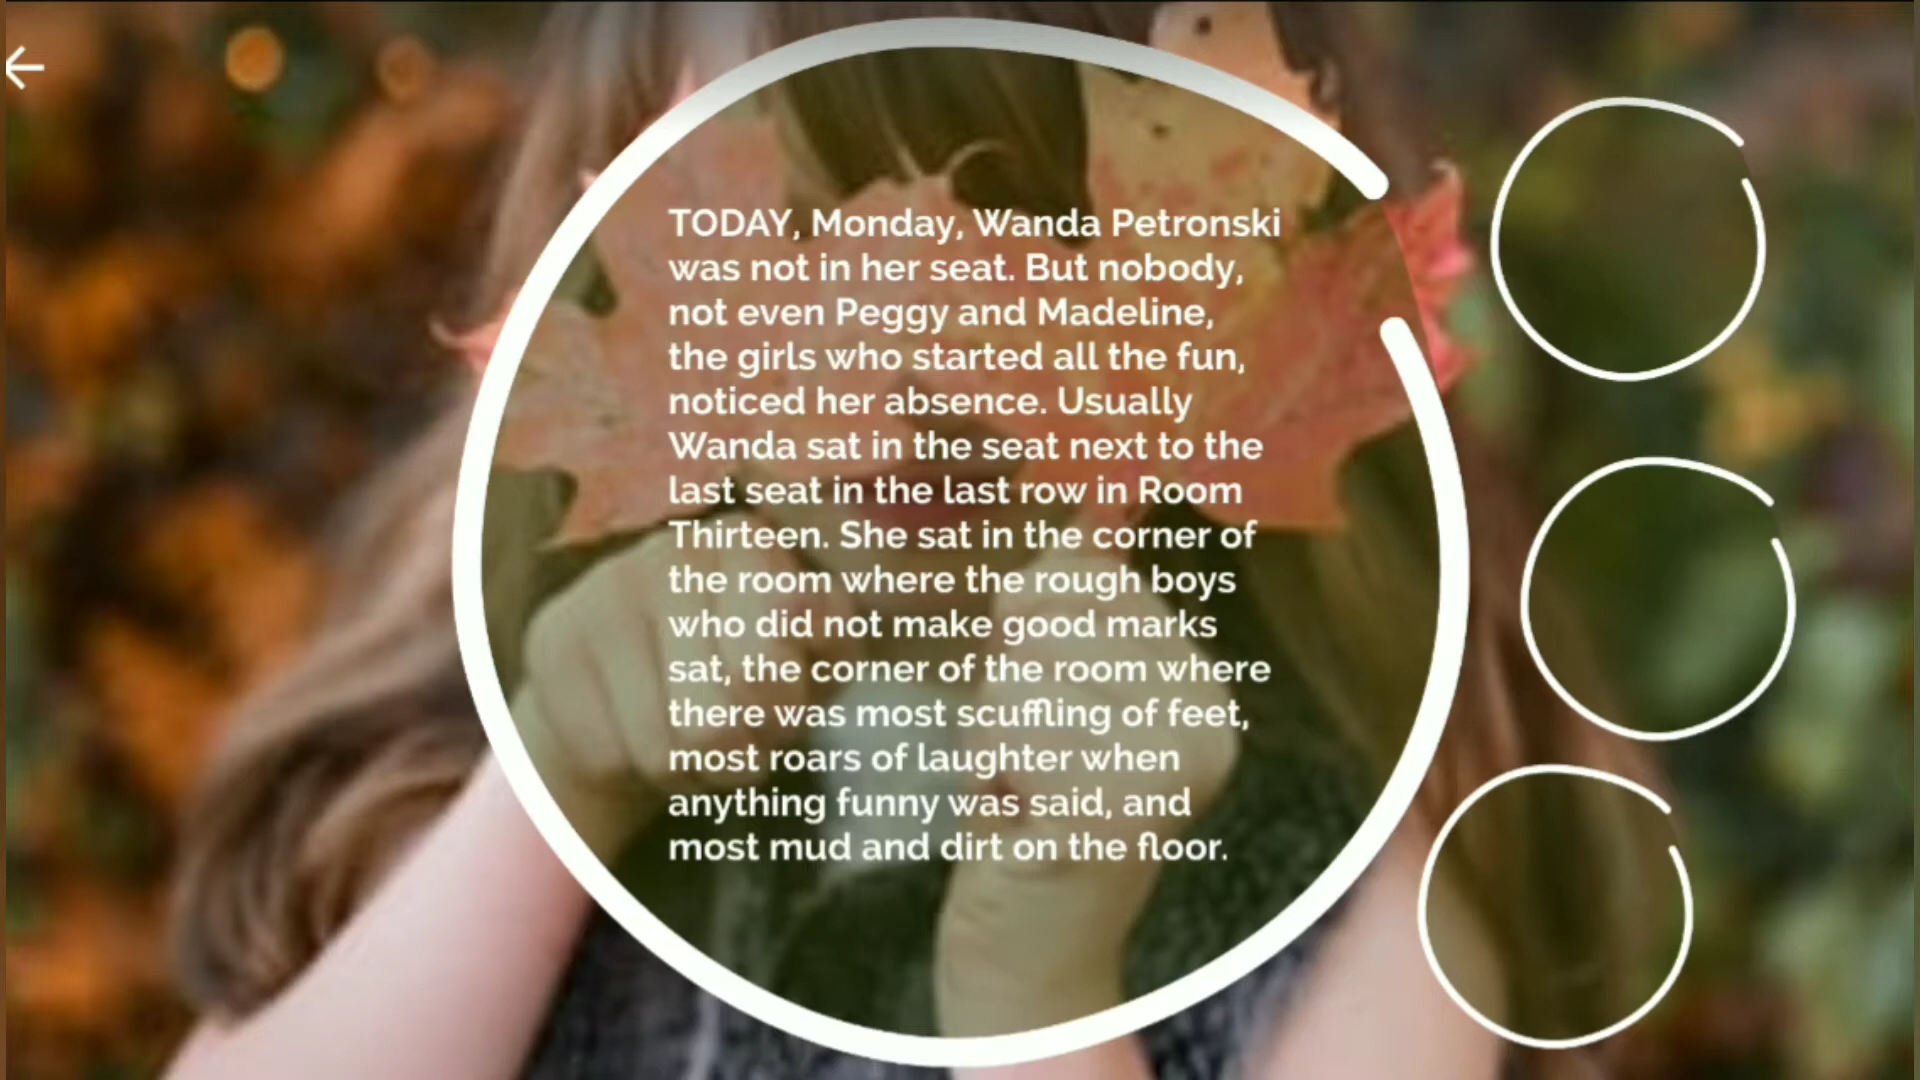 TODAY, Monday, Wanda Petronski
was not in her seat. But nobody,
not even Peggy and Madeline,
the girls who started all the fun,
noticed her absence. Usually
Wanda sat in the seat next to the
last seat in the last row in Room
Thirteen. She sat in the corner of
the room where the rough boys
who did not make good marks
sat, the corner of the room where
there was most scuffling of feet,
most roars of laughter when
anything funny was said, and
most mud and dirt on the floor.